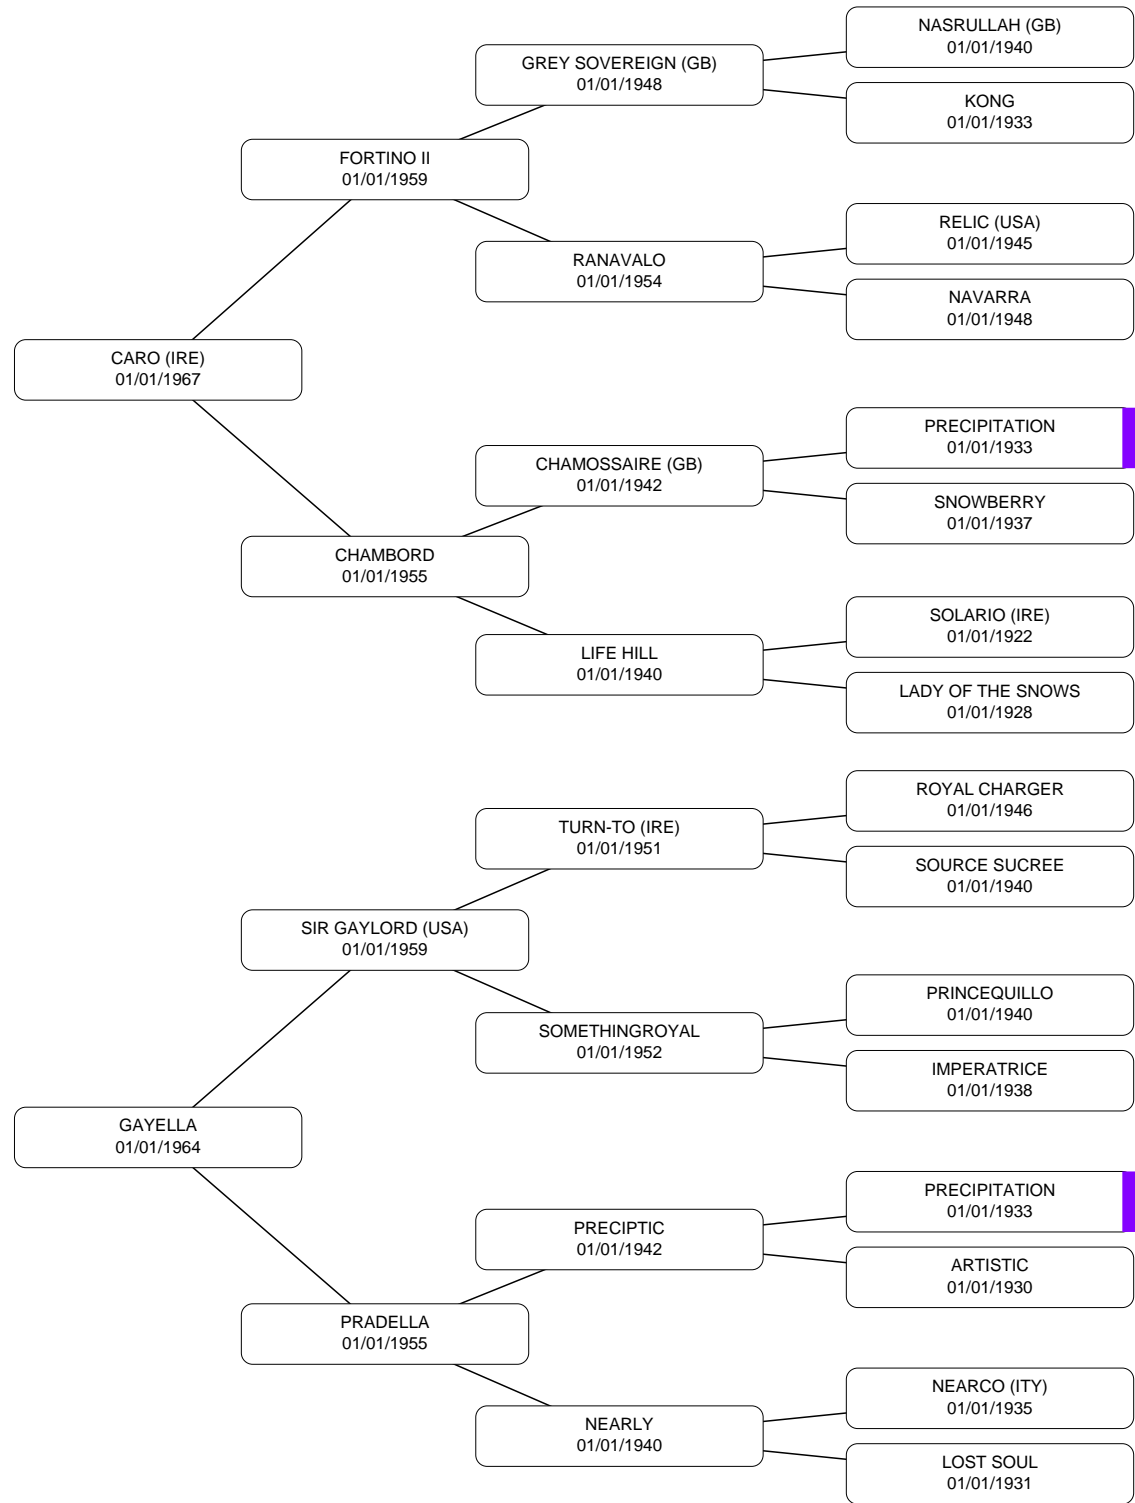 NASRULLAH (GB)
01/01/1940
GREY SOVEREIGN (GB)
01/01/1948
KONG
01/01/1933
FORTINO II
01/01/1959
RELIC (USA)
01/01/1945
RANAVALO
01/01/1954
NAVARRA
01/01/1948
CARO (IRE)
01/01/1967
PRECIPITATION
01/01/1933
CHAMOSSAIRE (GB)
01/01/1942
SNOWBERRY
01/01/1937
CHAMBORD
01/01/1955
SOLARIO (IRE)
01/01/1922
LIFE HILL
01/01/1940
LADY OF THE SNOWS
01/01/1928
ROYAL CHARGER
01/01/1946
TURN-TO (IRE)
01/01/1951
SOURCE SUCREE
01/01/1940
SIR GAYLORD (USA)
01/01/1959
PRINCEQUILLO
01/01/1940
SOMETHINGROYAL
01/01/1952
IMPERATRICE
01/01/1938
GAYELLA
01/01/1964
PRECIPITATION
01/01/1933
PRECIPTIC
01/01/1942
ARTISTIC
01/01/1930
PRADELLA
01/01/1955
NEARCO (ITY)
01/01/1935
NEARLY
01/01/1940
LOST SOUL
01/01/1931